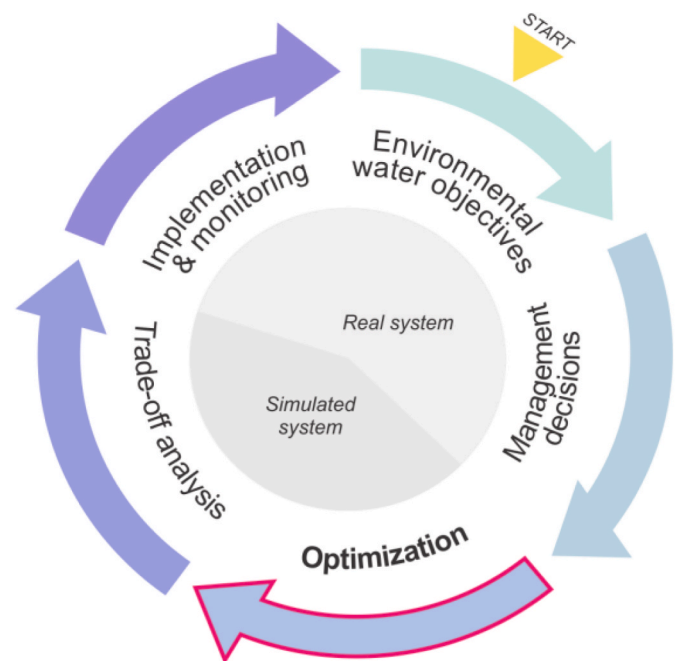 START
Environmental
water objectives
Management
decisions
Optimization
Trade-off analysis
Implementation
& monitoring
Real system
Simulated
system